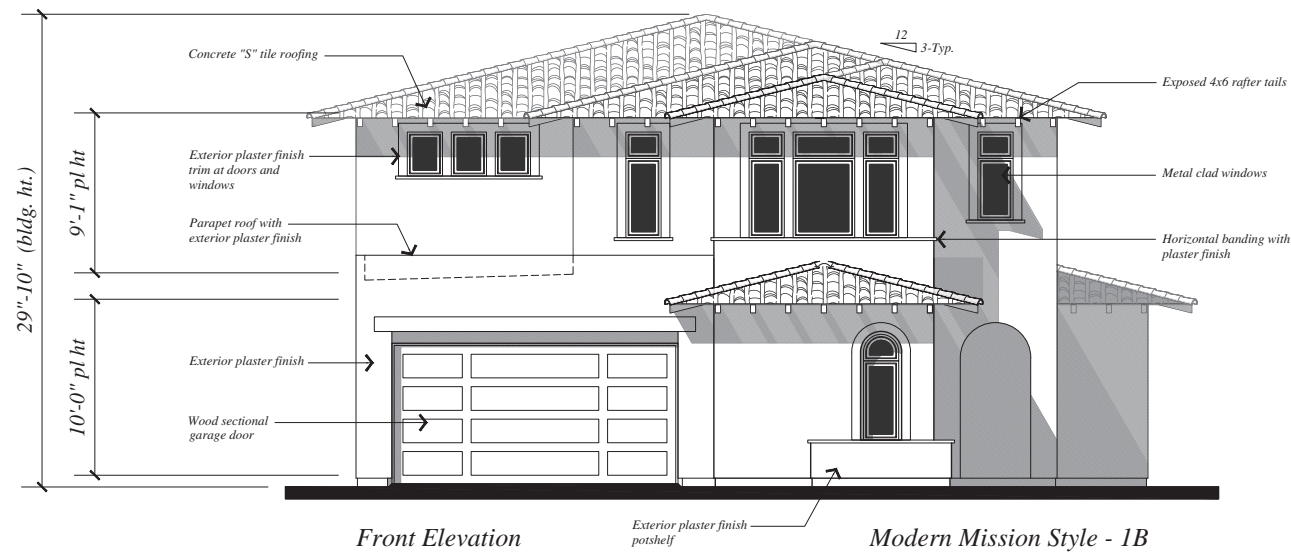 12
3-Typ.
Concrete "S" tile roofing
Exposed 4x6 rafter tails
Exterior plaster finish
trim at doors and
windows
Metal clad windows
Parapet roof with
exterior plaster finish
Horizontal banding with
plaster finish
29"-10" (bldg. ht.)
9'-1" pl ht
10'-0" pl ht
Exterior plaster finish
Wood sectional
garage door
Exterior plaster finish
potshelf
Front Elevation
Modern Mission Style - 1B